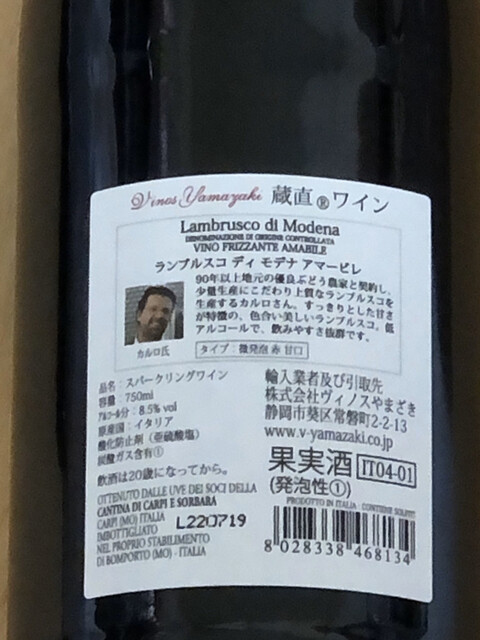 Vinos Yamazaki 蔵直®ワイン
Lambrusco di Modena
DENOMINAZIONE DI ORIGINE CONTROLLATA
VINO FRIZZANTE AMABILE
ランブルスコ ディ モデナ アマービレ
90年以上地元の優良ぶどう農家と契約し、
少量生産にこだわり上質なランブルスコを
生産するカルロさん。すっきりとした甘さ
が特徴の、色合い美しいランブルスコ。低
アルコールで、飲みやすさ抜群です。
カルロ氏
タイプ：微発泡 赤 甘口
品名：スパークリングワイン
容量：750ml
ｱﾙｺｰﾙ分：8.5% vol
原産国：イタリア
酸化防止剤（亜硫酸塩）
炭酸ガス含有①
飲酒は20歳になってから。
輸入業者及び引取先
株式会社ヴィノスやまざき
静岡市葵区常磐町2-2-13
www.v-yamazaki.co.jp
果実酒 IT04-01
(発泡性①)
PRODOTTO IN ITALIA : CONTIENE SOLFITI
OTTENUTO DALLE UVE DEI SOCI DELLA
CANTINA DI CARPI E SORBARA
CARPI (MO) ITALIA
IMBOTTIGLIATO
NEL PROPRIO STABILIMENTO
DI BOMPORTO (MO) - ITALIA
L220719
8 028338 468134